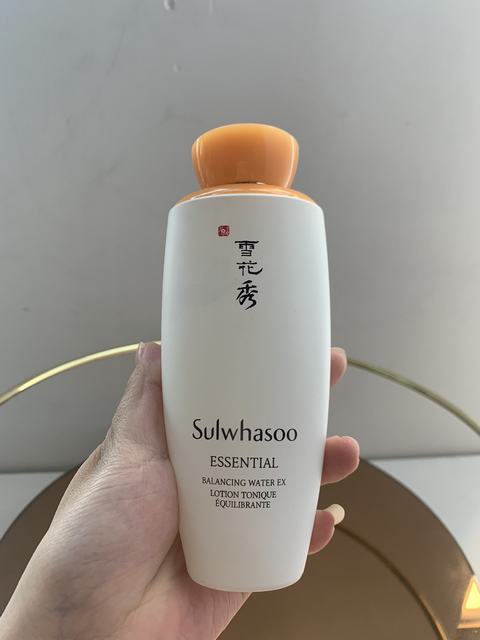 雪
花
秀
Sulwhasoo
ESSENTIAL
BALANCING WATER EX
LOTION TONIQUE
ÉQUILIBRANTE